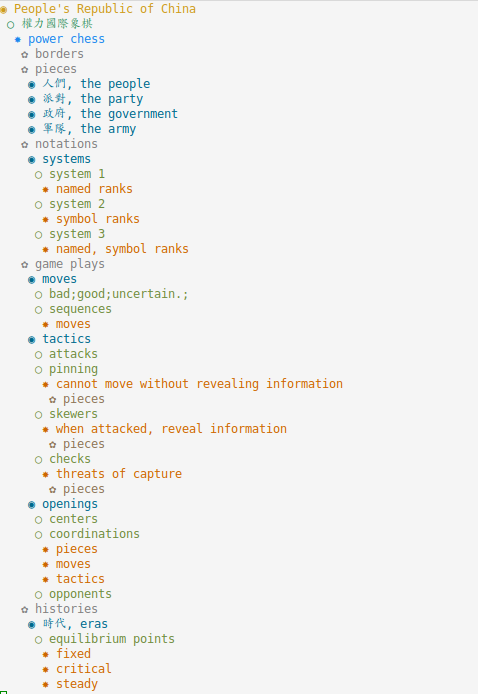 ◉ People's Republic of China
○ 權力國際象棋
✸ power chess
✿ borders
✿ pieces
◉ 人們, the people
◉ 派對, the party
◉ 政府, the government
◉ 軍隊, the army
✿ notations
◉ systems
○ system 1
✸ named ranks
○ system 2
✸ symbol ranks
○ system 3
✸ named, symbol ranks
✿ game plays
◉ moves
○ bad;good;uncertain.;
○ sequences
✸ moves
◉ tactics
○ attacks
○ pinning
✸ cannot move without revealing information
✿ pieces
○ skewers
✸ when attacked, reveal information
✿ pieces
○ checks
✸ threats of capture
✿ pieces
◉ openings
○ centers
○ coordinations
✸ pieces
✸ moves
✸ tactics
○ opponents
✿ histories
◉ 時代, eras
○ equilibrium points
✸ fixed
✸ critical
✸ steady